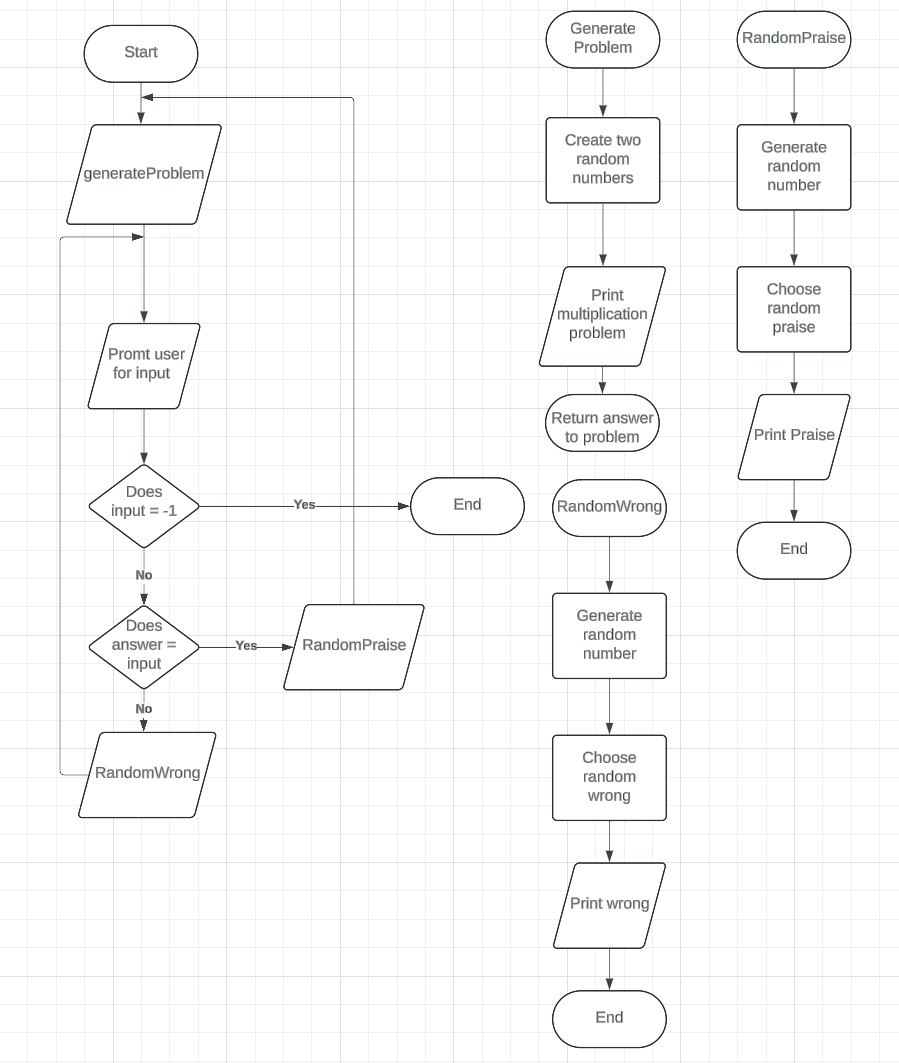 Start
generateProblem
Promt user
for input
Does
input = -1
Yes
End
No
Does
answer =
input
Yes
RandomPraise
No
RandomWrong
Generate
Problem
Create two
random
numbers
Print
multiplication
problem
Return answer
to problem
RandomWrong
Generate
random
number
Choose
random
wrong
Print wrong
End
RandomPraise
Generate
random
number
Choose
random
praise
Print Praise
End